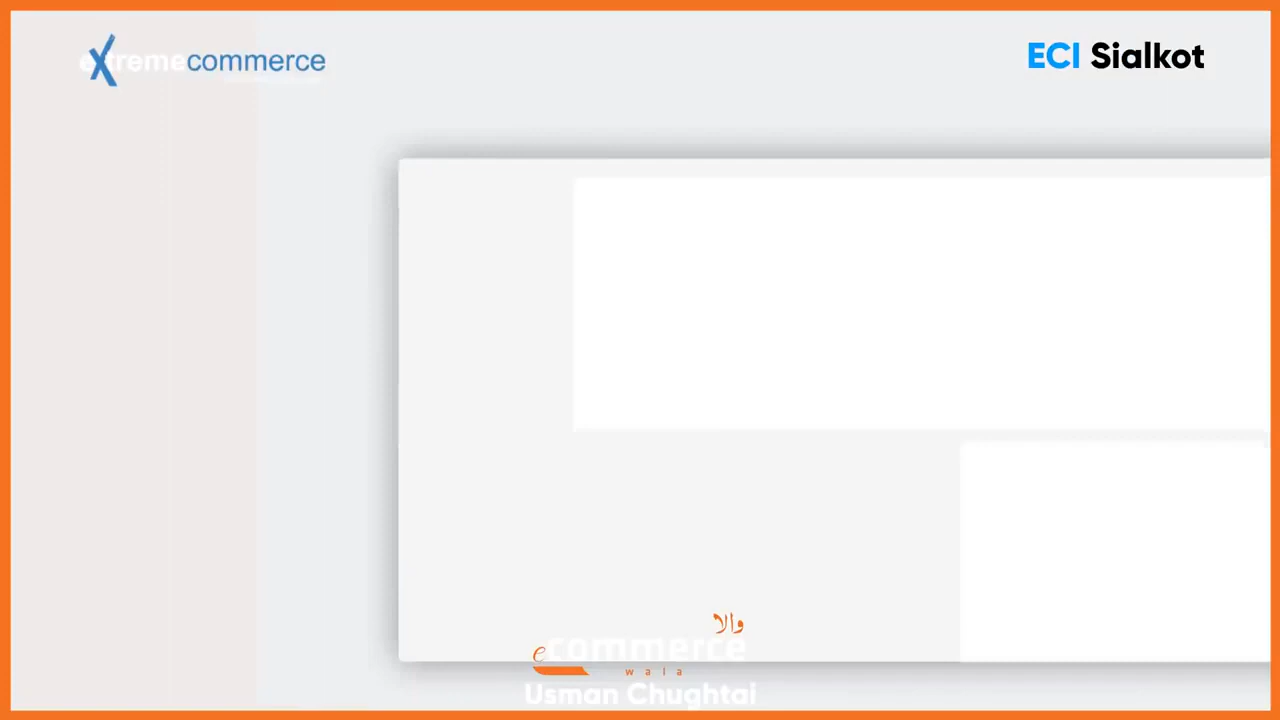 extremecommerce
ECI Sialkot
والا
ecommerce
wala
Usman Chughtai